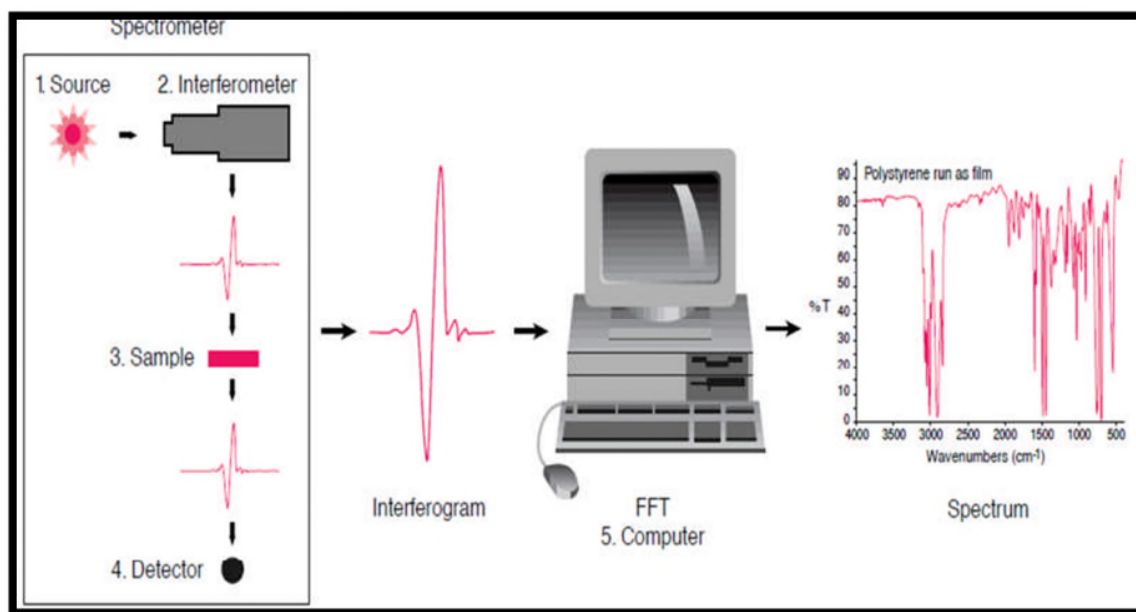 Spectrometer
1. Source
2. Interferometer
3. Sample
4. Detector
Interferogram
FFT
5. Computer
Polystyrene run as film
90
80
70
60
50
%T
40
30
20
10
0
4000 3500 3000 2500 2000 1500 1000 500
Wavenumbers (cm-1)
Spectrum